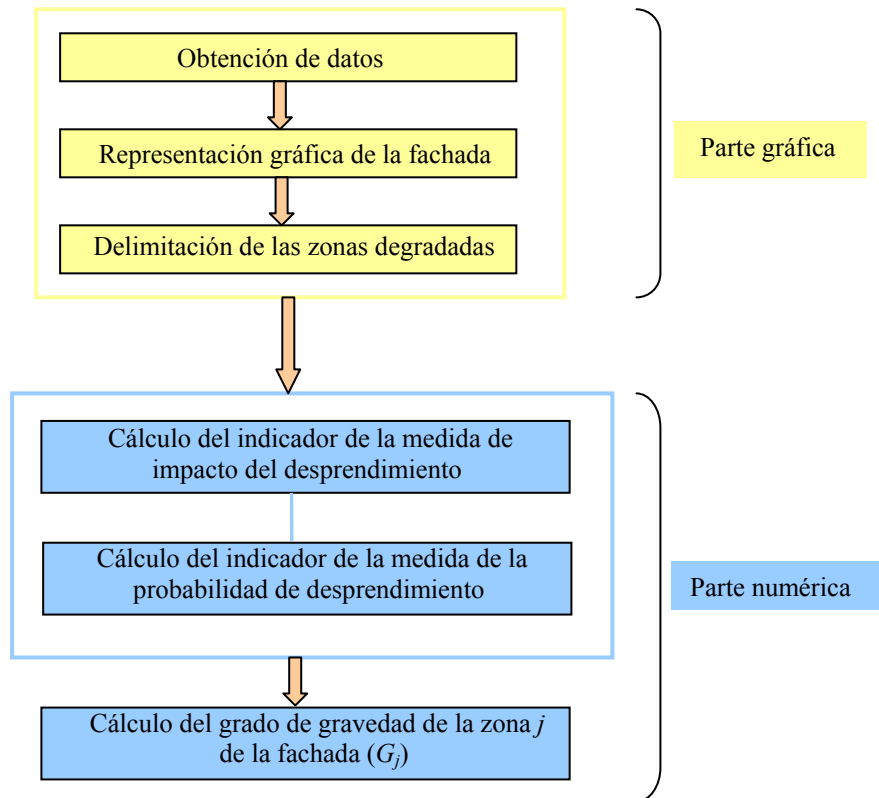 Obtención de datos
Representación gráfica de la fachada
Delimitación de las zonas degradadas
Parte gráfica
Cálculo del indicador de la medida de
impacto del desprendimiento
Cálculo del indicador de la medida de la
probabilidad de desprendimiento
Parte numérica
Cálculo del grado de gravedad de la zona j
de la fachada (Gj)